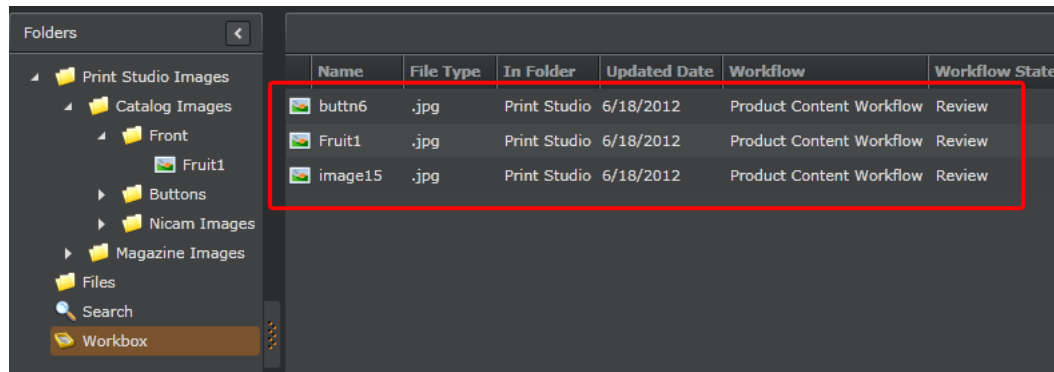 Folders
Print Studio Images
Catalog Images
Front
Fruit1
Buttons
Nicam Images
Magazine Images
Files
Search
Workbox
Name File Type In Folder Updated Date Workflow Workflow State
buttn6 .jpg Print Studio 6/18/2012 Product Content Workflow Review
Fruit1 .jpg Print Studio 6/18/2012 Product Content Workflow Review
image15 .jpg Print Studio 6/18/2012 Product Content Workflow Review